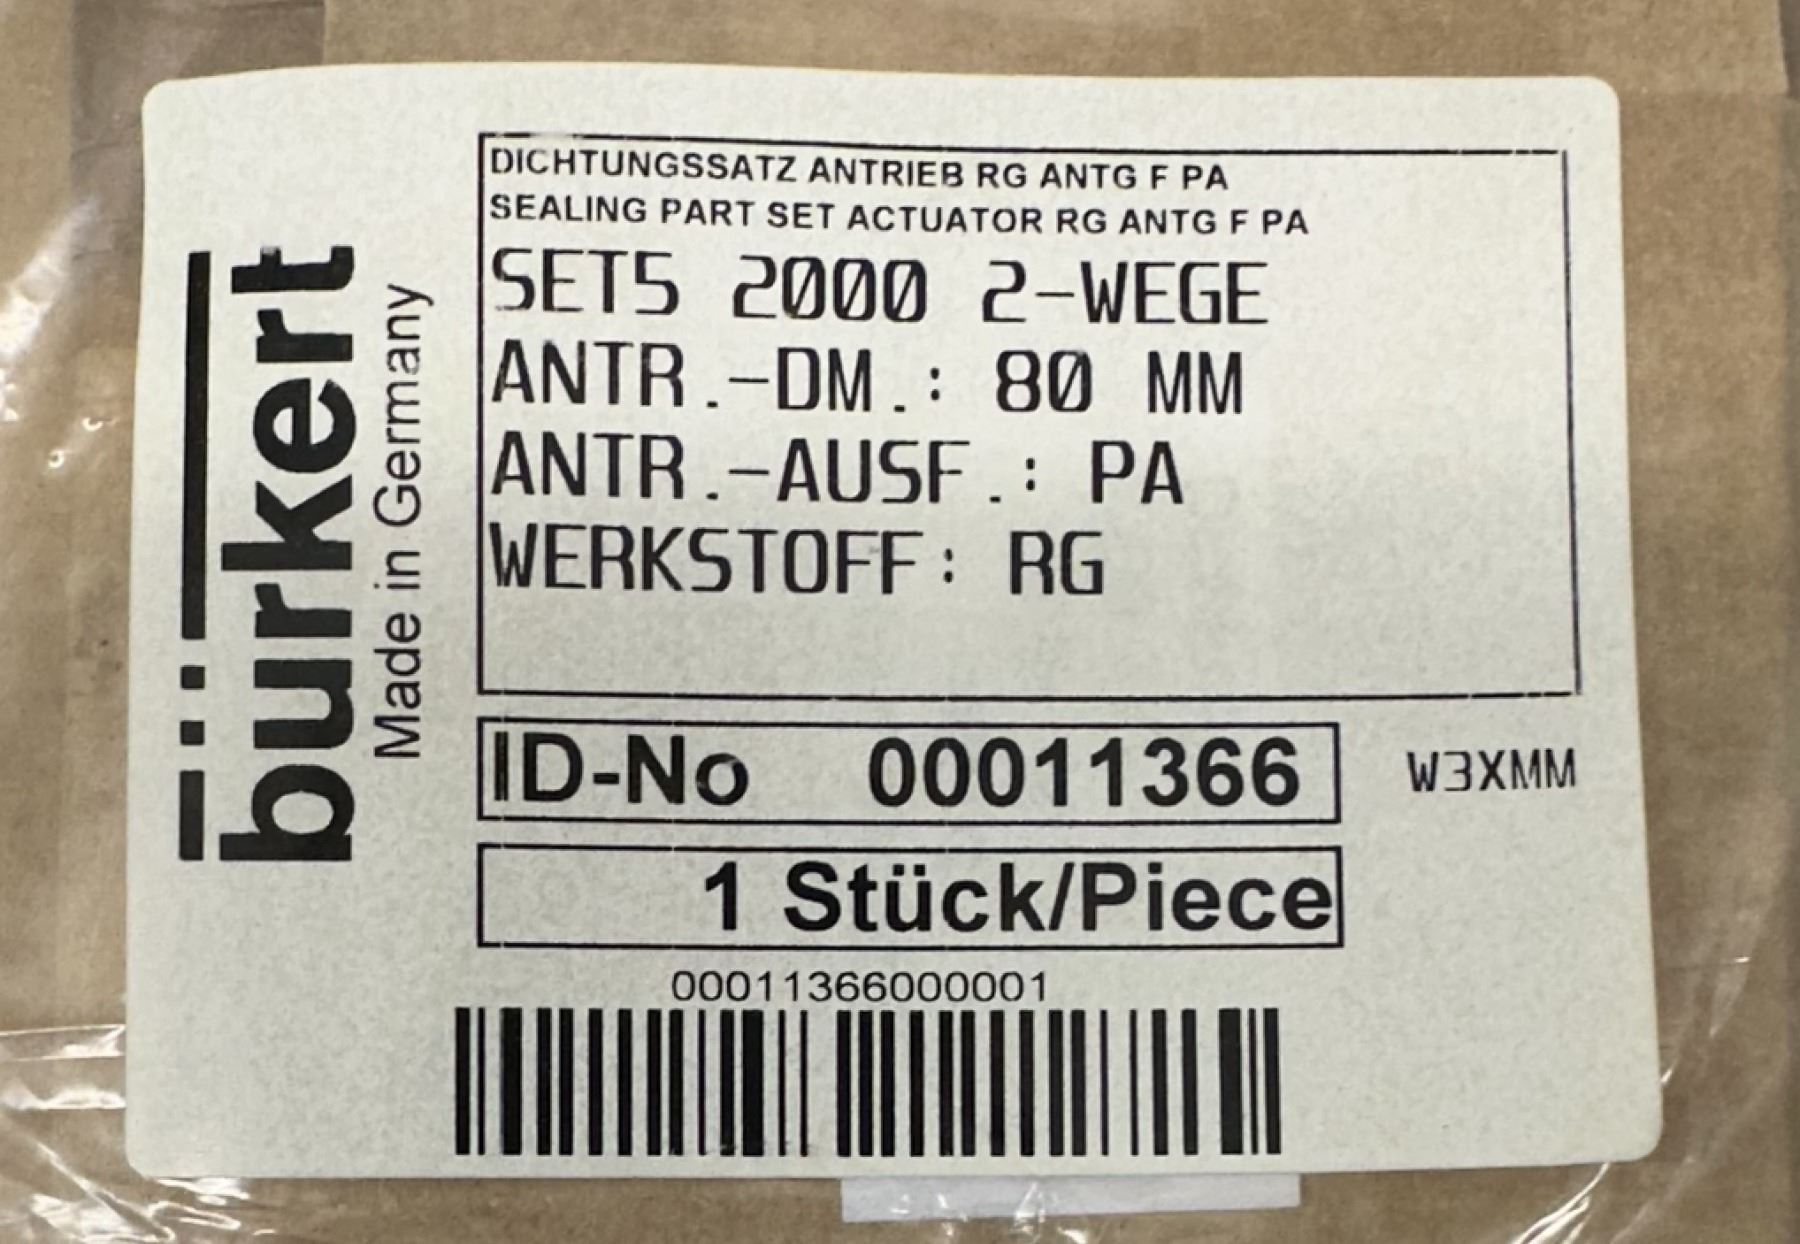 bürkert
Made in Germany
DICHTUNGSSATZ ANTRIEB RG ANTG F PA
SEALING PART SET ACTUATOR RG ANTG F PA
SET5 2000 2-WEGE
ANTR.-DM.: 80 MM
ANTR.-AUSF.: PA
WERKSTOFF: RG
ID-No 00011366
W3XMM
1 Stück/Piece
00011366000001